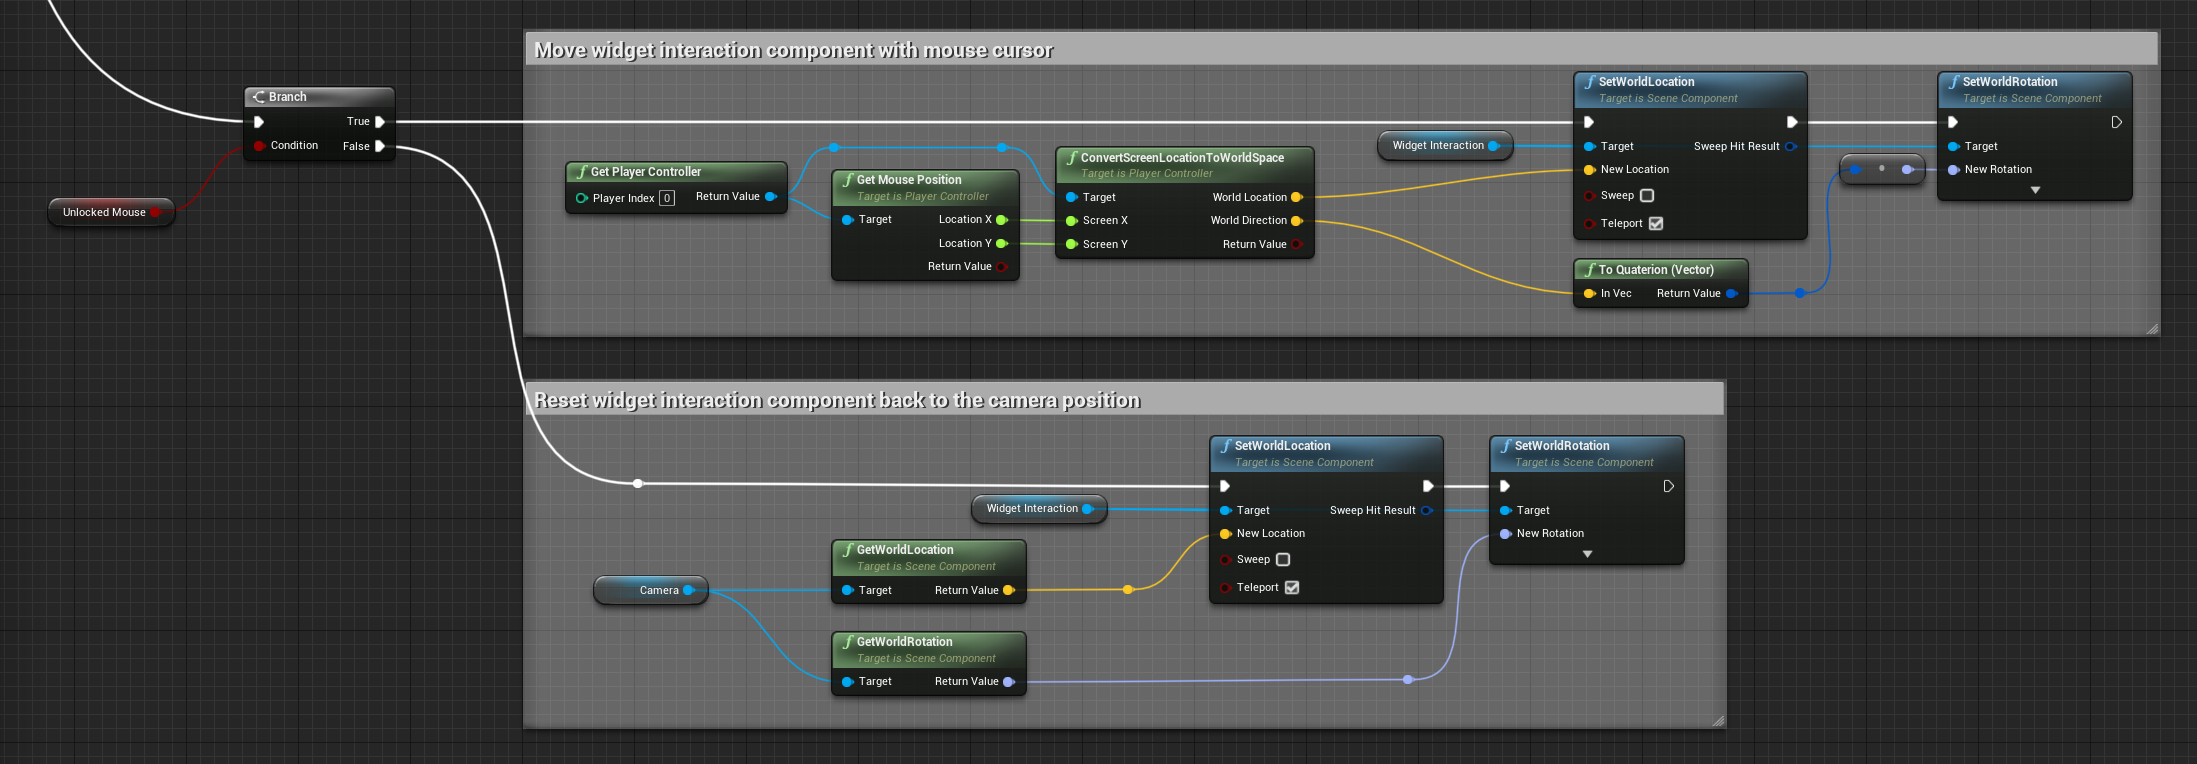 Move widget interaction component with mouse cursor
Branch
True
Condition
False
Unlocked Mouse
Get Player Controller
Player Index 0
Return Value
Get Mouse Position
Target is Player Controller
Target
Location X
Location Y
Return Value
ConvertScreenLocationToWorldSpace
Target is Player Controller
Target
World Location
Screen X
World Direction
Screen Y
Return Value
Widget Interaction
SetWorldLocation
Target is Scene Component
Target
Sweep Hit Result
New Location
Sweep
Teleport
To Quaterion (Vector)
In Vec
Return Value
SetWorldRotation
Target is Scene Component
Target
New Rotation
Reset widget interaction component back to the camera position
Camera
GetWorldLocation
Target is Scene Component
Target
Return Value
GetWorldRotation
Target is Scene Component
Target
Return Value
Widget Interaction
SetWorldLocation
Target is Scene Component
Target
Sweep Hit Result
New Location
Sweep
Teleport
SetWorldRotation
Target is Scene Component
Target
New Rotation